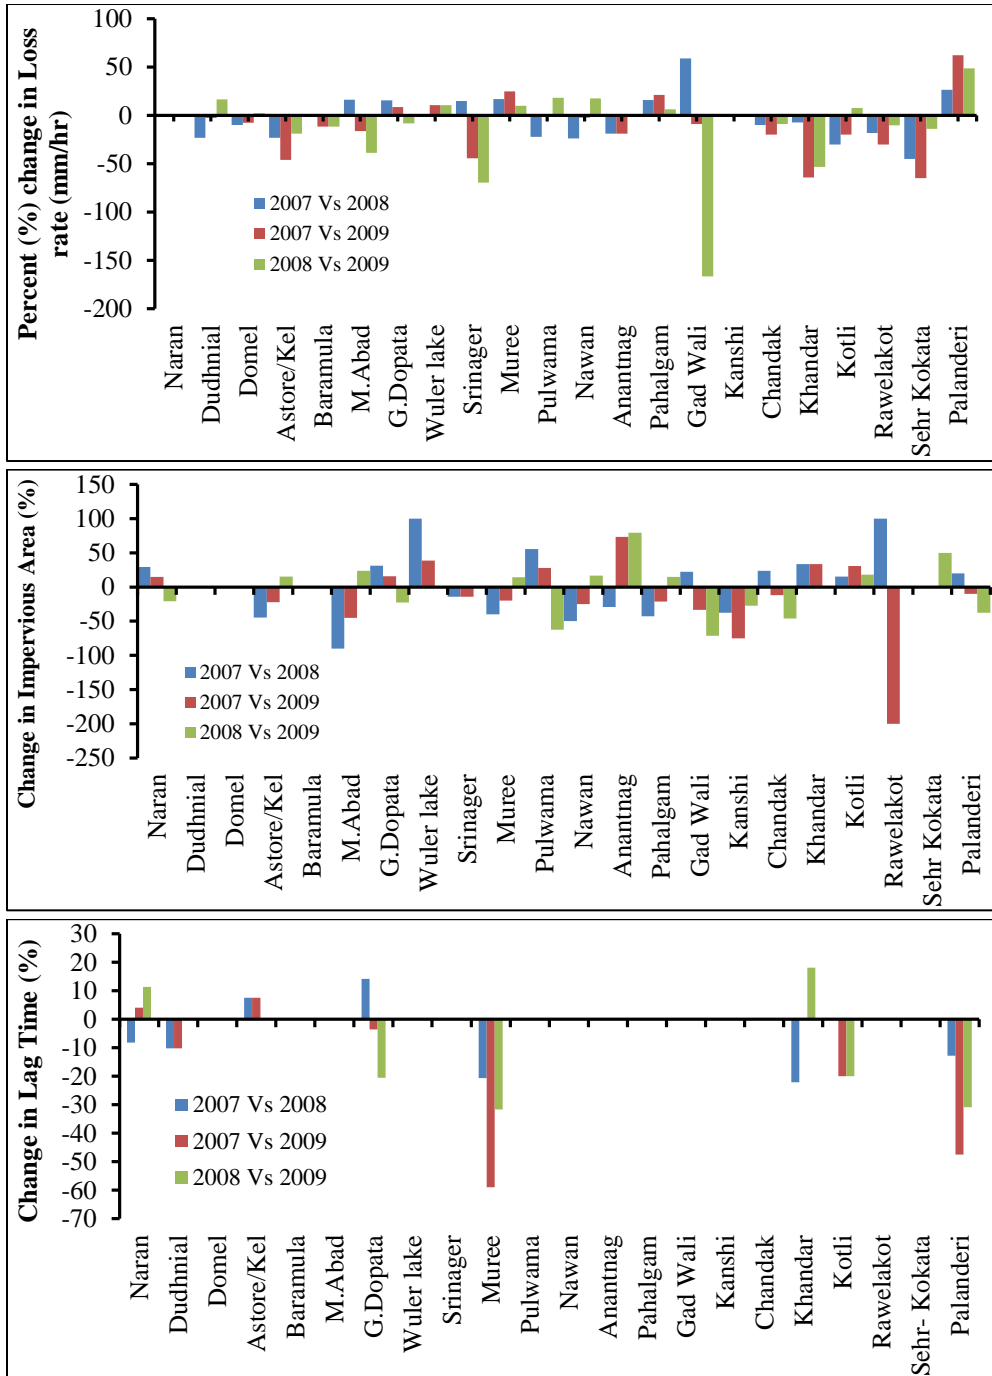 Percent (%) change in Loss
rate (mm/hr)
100
50
0
-50
-100
-150
-200
2007 Vs 2008
2007 Vs 2009
2008 Vs 2009
Naran
Dudhnial
Domel
Astore/Kel
Baramula
M.Abad
G.Dopata
Wuler lake
Srinager
Muree
Pulwama
Nawan
Anantnag
Pahalgam
Gad Wali
Kanshi
Chandak
Khandar
Kotli
Rawelakot
Sehr Kokata
Palanderi
Change in Impervious Area (%)
150
100
50
0
-50
-100
-150
-200
-250
2007 Vs 2008
2007 Vs 2009
2008 Vs 2009
Naran
Dudhnial
Domel
Astore/Kel
Baramula
M.Abad
G.Dopata
Wuler lake
Srinager
Muree
Pulwama
Nawan
Anantnag
Pahalgam
Gad Wali
Kanshi
Chandak
Khandar
Kotli
Rawelakot
Sehr Kokata
Palanderi
Change in Lag Time (%)
30
20
10
0
-10
-20
-30
-40
-50
-60
-70
2007 Vs 2008
2007 Vs 2009
2008 Vs 2009
Naran
Dudhnial
Domel
Astore/Kel
Baramula
M.Abad
G.Dopata
Wuler lake
Srinager
Muree
Pulwama
Nawan
Anantnag
Pahalgam
Gad Wali
Kanshi
Chandak
Khandar
Kotli
Rawelakot
Sehr- Kokata
Palanderi